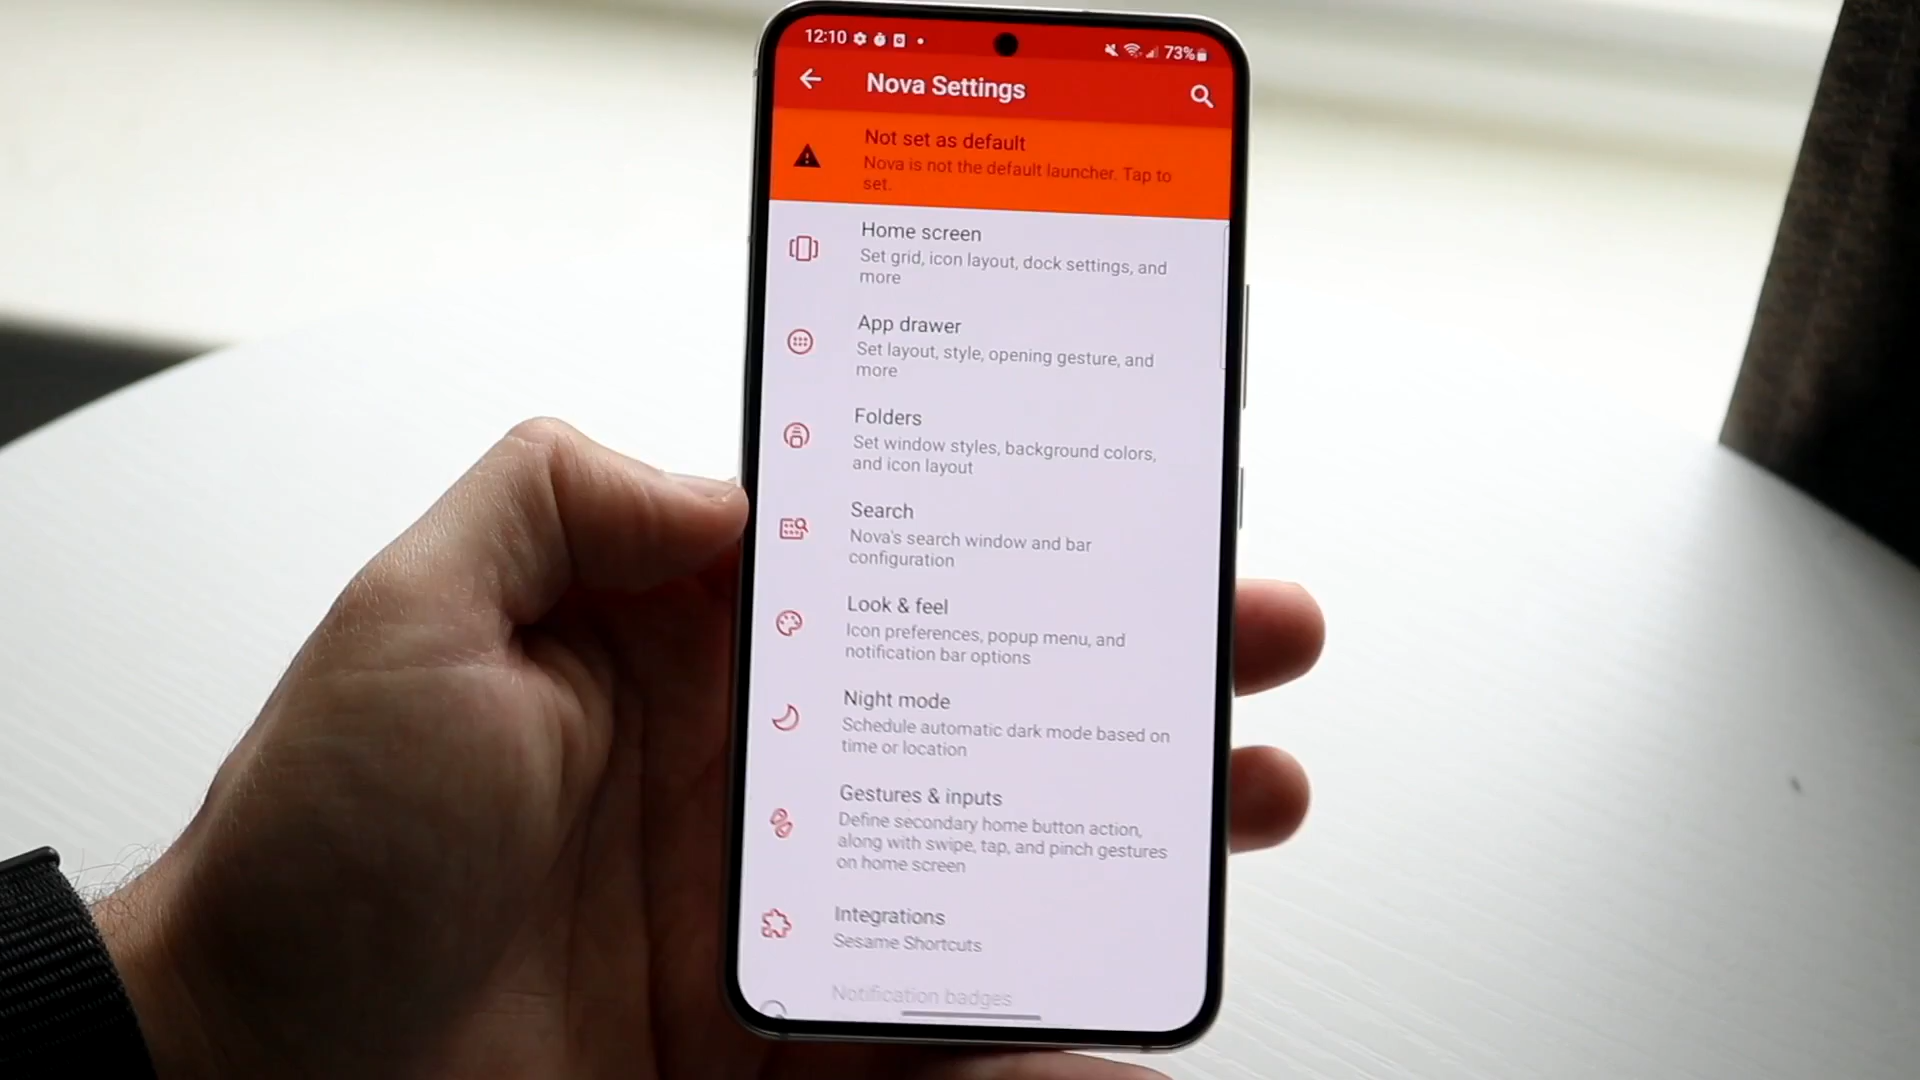 12:10
73%
Nova Settings
Not set as default
Nova is not the default launcher. Tap to
set.
Home screen
Set grid, icon layout, dock settings, and
more
App drawer
Set layout, style, opening gesture, and
more
Folders
Set window styles, background colors,
and icon layout
Search
Nova's search window and bar
configuration
Look & feel
Icon preferences, popup menu, and
notification bar options
Night mode
Schedule automatic dark mode based on
time or location
Gestures & inputs
Define secondary home button action,
along with swipe, tap, and pinch gestures
on home screen
Integrations
Sesame Shortcuts
Notification badges